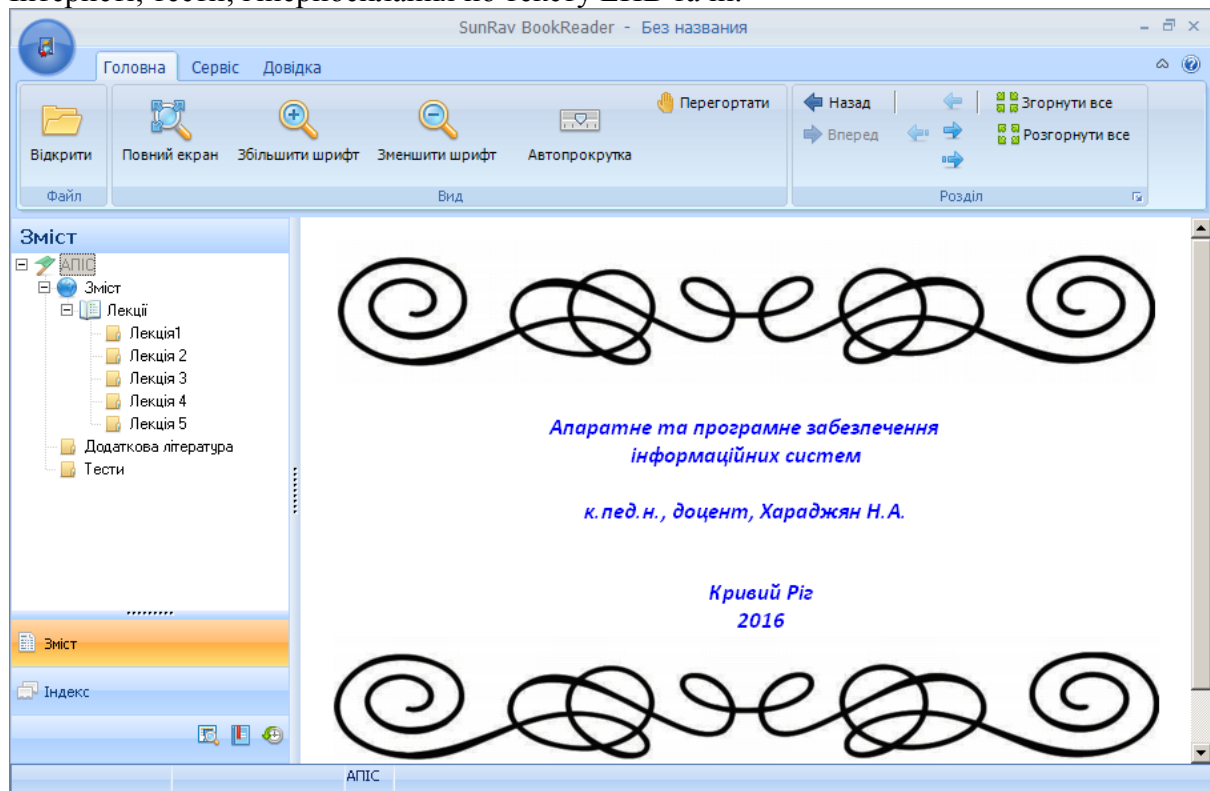 SunRav BookReader - Без названия
Головна Сервіс Довідка
Відкрити
Повний екран
Збільшити шрифт
Зменшити шрифт
Автопрокрутка
Перегортати
Назад
Вперед
Згорнути все
Розгорнути все
Файл
Вид
Розділ
Зміст
АПІС
Зміст
Лекції
Лекція1
Лекція 2
Лекція 3
Лекція 4
Лекція 5
Додаткова література
Тести
Зміст
Індекс
Апаратне та програмне забезпечення
інформаційних систем
к.пед.н., доцент, Хараджян Н.А.
Кривий Ріг
2016
АПІС